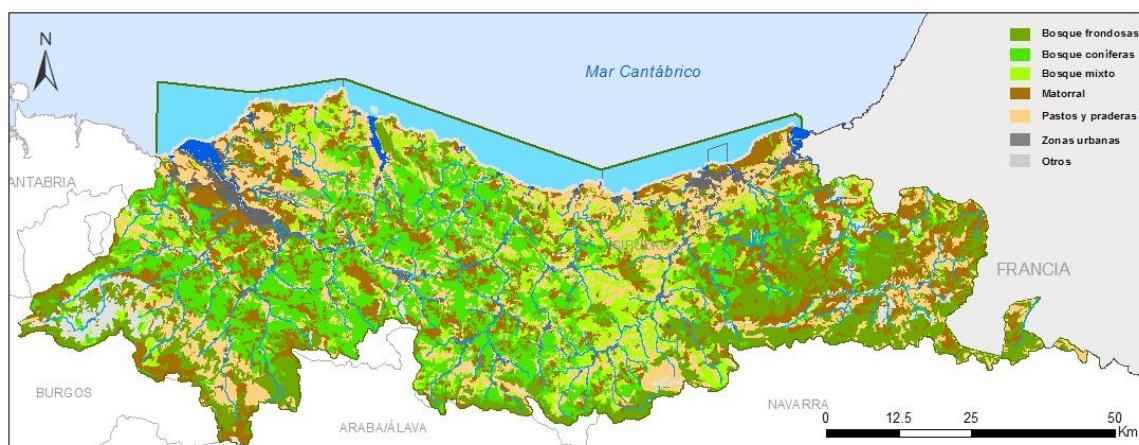 N
Mar Cantábrico
Bosque frondosas
Bosque coníferas
Bosque mixto
Matorral
Pastos y praderas
Zonas urbanas
Otros
ANTABRIA
FRANCIA
BURGOS
ARABA/ÁLAVA
NAVARRA
0 12.5 25 50
Km